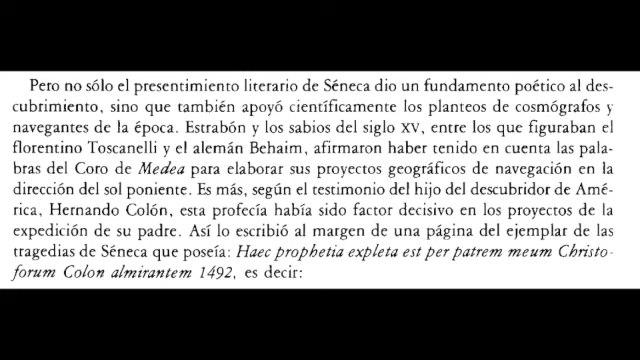 Pero no sólo el presentimiento literario de Séneca dio un fundamento poético al des-
cubrimiento, sino que también apoyó científicamente los planteos de cosmógrafos y
navegantes de la época. Estrabón y los sabios del siglo XV, entre los que figuraban el
florentino Toscanelli y el alemán Behaim, afirmaron haber tenido en cuenta las pala-
bras del Coro de Medea para elaborar sus proyectos geográficos de navegación en la
dirección del sol poniente. Es más, según el testimonio del hijo del descubridor de Amé-
rica, Hernando Colón, esta profecía había sido factor decisivo en los proyectos de la
expedición de su padre. Así lo escribió al margen de una página del ejemplar de las
tragedias de Séneca que poseía: Haec prophetia expleta est per patrem meum Christo-
forum Colon almirantem 1492, es decir: